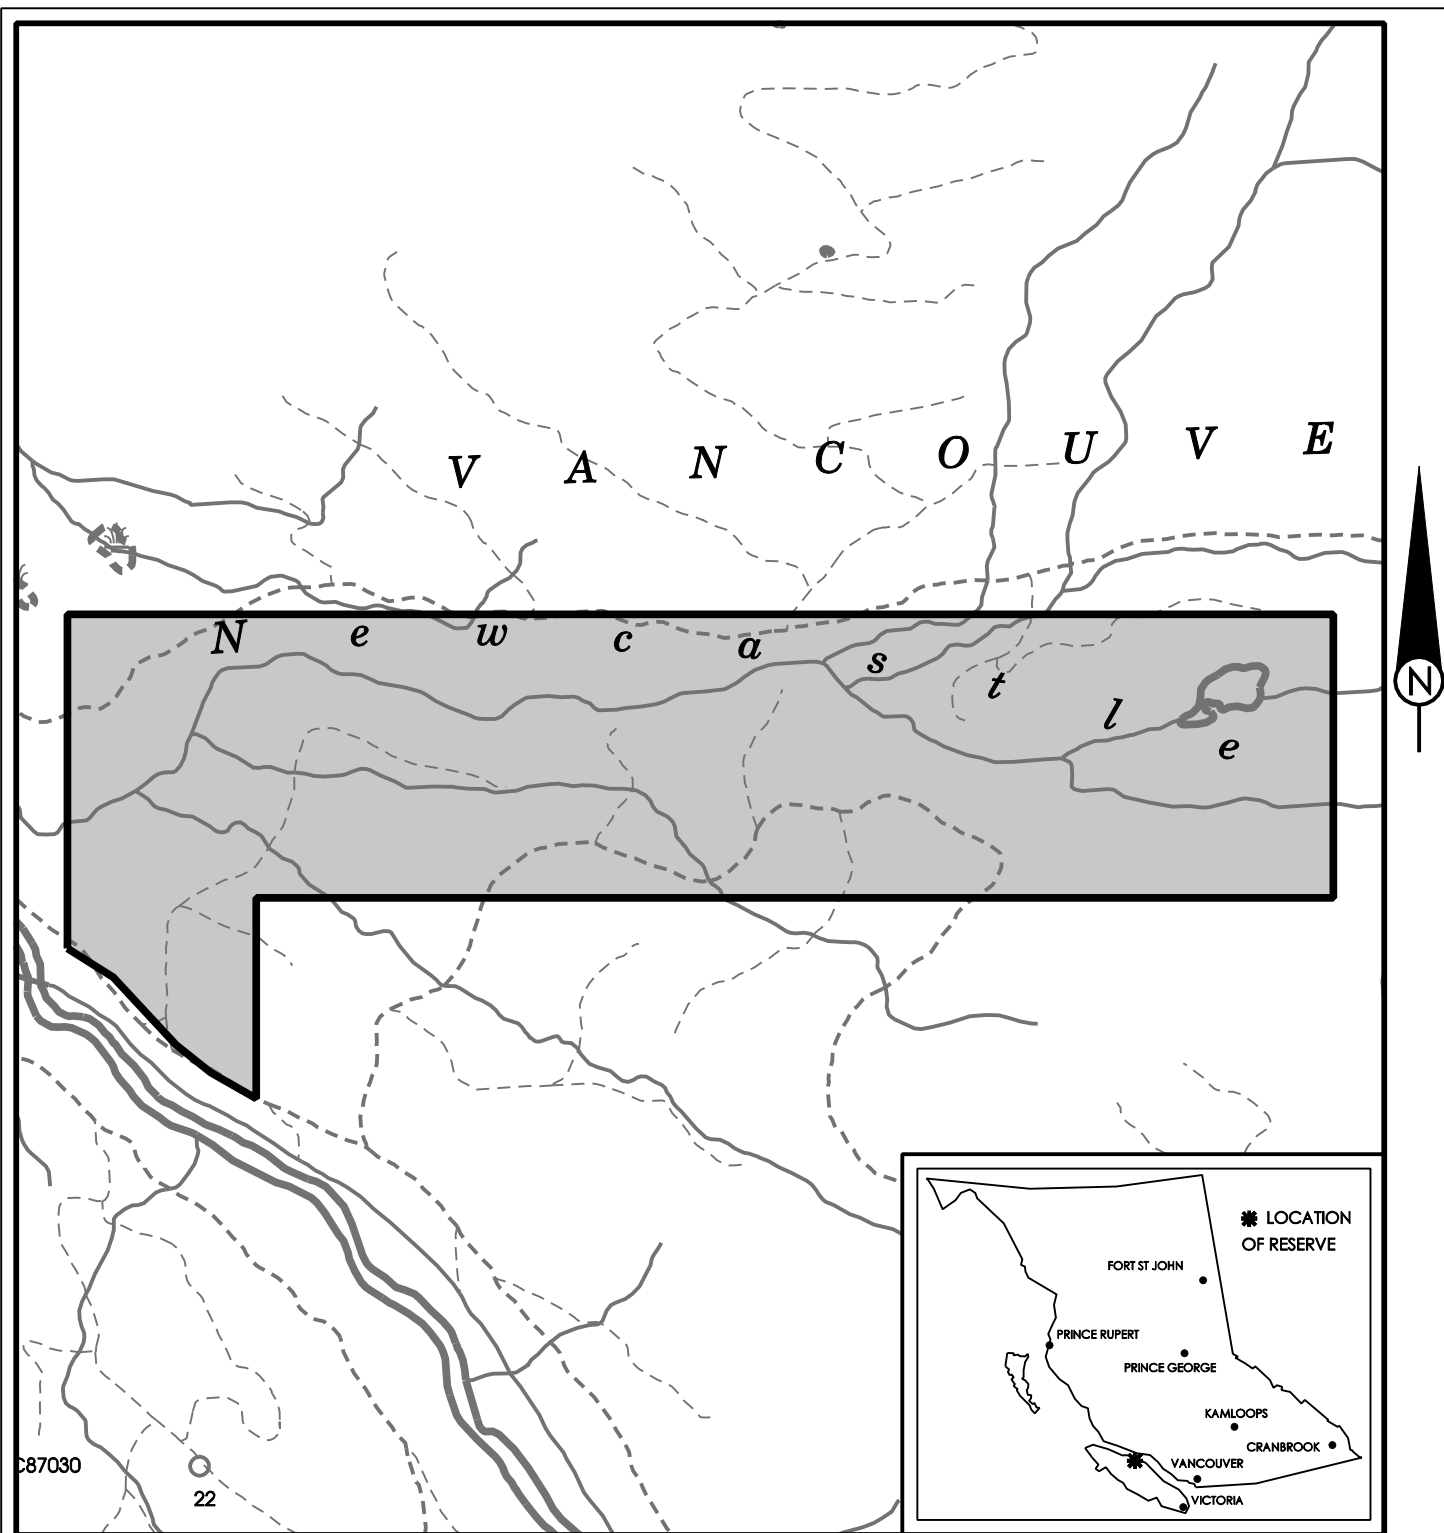 V A N C O U V E
N e w c a s t l e
N
LOCATION
OF RESERVE
FORT ST JOHN
PRINCE RUPERT
PRINCE GEORGE
KAMLOOPS
CRANBROOK
VANCOUVER
VICTORIA
C87030
22